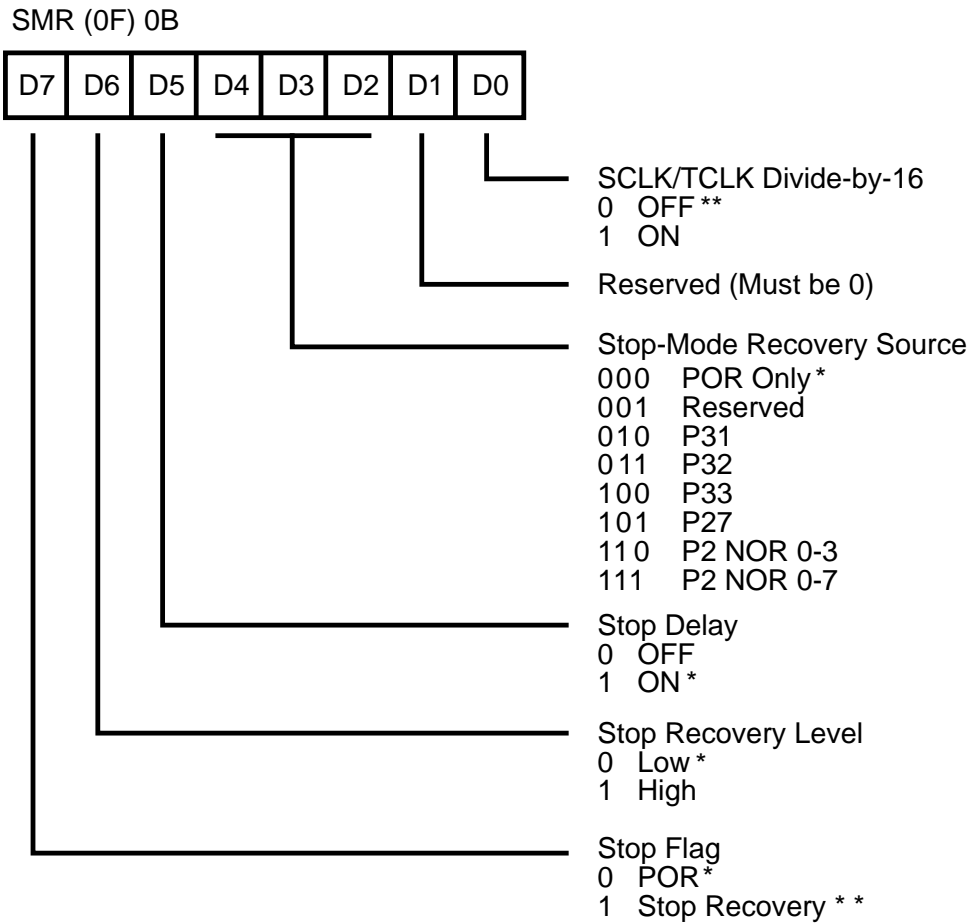 SMR (0F) 0B
D7 D6 D5 D4 D3 D2 D1 D0
SCLK/TCLK Divide-by-16
0 OFF **
1 ON
Reserved (Must be 0)
Stop-Mode Recovery Source
000 POR Only *
001 Reserved
010 P31
011 P32
100 P33
101 P27
110 P2 NOR 0-3
111 P2 NOR 0-7
Stop Delay
0 OFF
1 ON *
Stop Recovery Level
0 Low *
1 High
Stop Flag
0 POR *
1 Stop Recovery * *